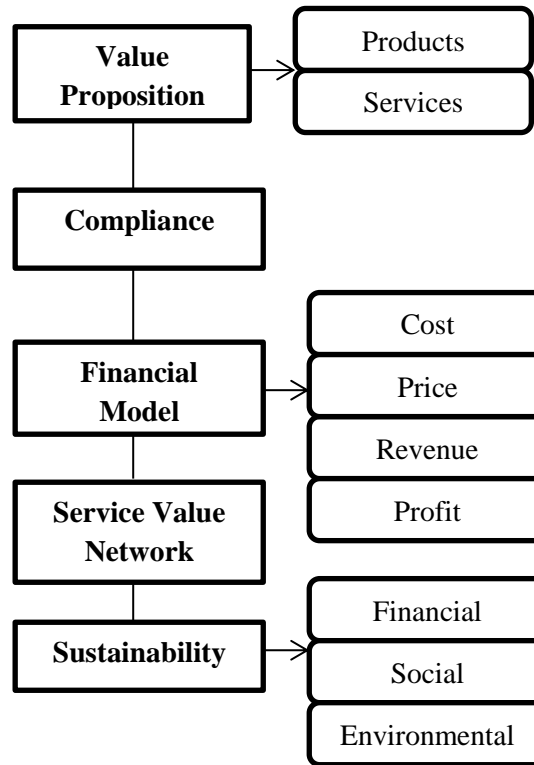 Value
Proposition
Products
Services
Compliance
Financial
Model
Cost
Price
Revenue
Profit
Service Value
Network
Sustainability
Financial
Social
Environmental